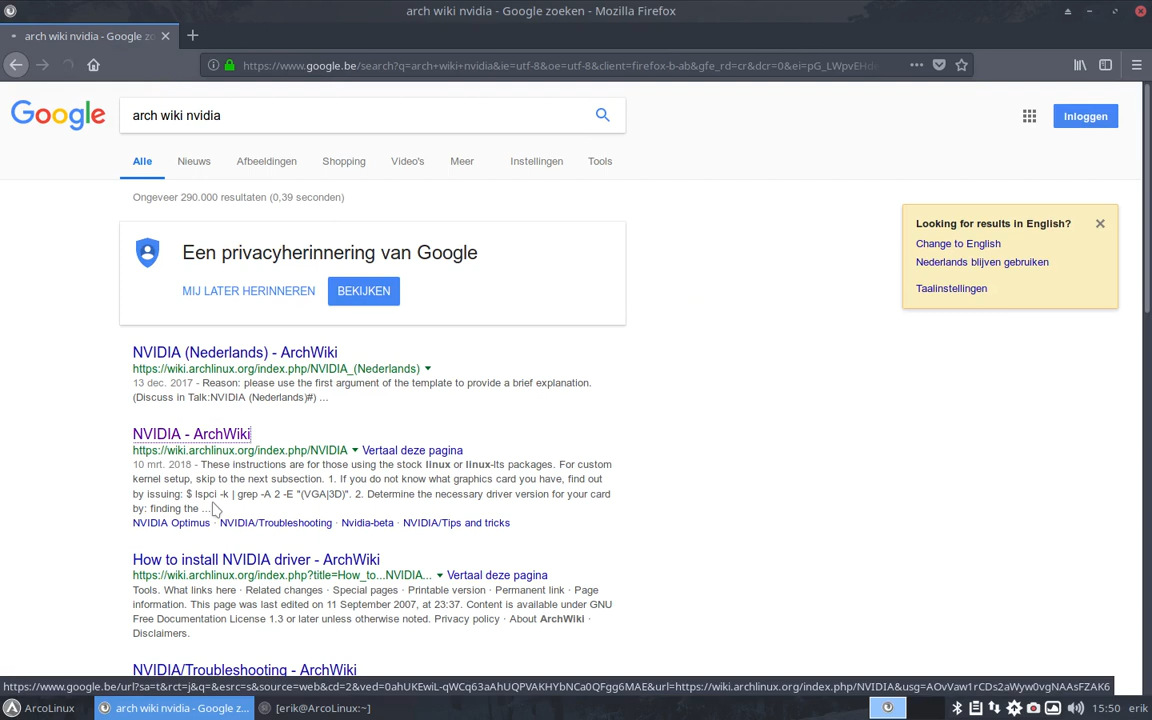 arch wiki nvidia - Google zoeken - Mozilla Firefox
arch wiki nvidia - Google zo
https://www.google.be/search?q=arch+wiki+nvidia&ie=utf-8&oe=utf-8&client=firefox-b-ab&gfe_rd=cr&dcr=0&ei=pG_LWpvEHd
Google
arch wiki nvidia
Inloggen
Alle Nieuws Afbeeldingen Shopping Video's Meer Instellingen Tools
Ongeveer 290.000 resultaten (0,39 seconden)
Looking for results in English?
Change to English
Nederlands blijven gebruiken
Taalinstellingen
Een privacyherinnering van Google
MIJ LATER HERINNEREN BEKIJKEN
NVIDIA (Nederlands) - ArchWiki
https://wiki.archlinux.org/index.php/NVIDIA_(Nederlands)
13 dec. 2017 - Reason: please use the first argument of the template to provide a brief explanation.
(Discuss in Talk:NVIDIA (Nederlands)#) ...
NVIDIA - ArchWiki
https://wiki.archlinux.org/index.php/NVIDIA Vertaal deze pagina
10 mrt. 2018 - These instructions are for those using the stock linux or linux-lts packages. For custom
kernel setup, skip to the next subsection. 1. If you do not know what graphics card you have, find out
by issuing: $ lspci -k | grep -A 2 -E "(VGA|3D)". 2. Determine the necessary driver version for your card
by: finding the ...
NVIDIA Optimus · NVIDIA/Troubleshooting · Nvidia-beta · NVIDIA/Tips and tricks
How to install NVIDIA driver - ArchWiki
https://wiki.archlinux.org/index.php?title=How_to...NVIDIA... Vertaal deze pagina
Tools. What links here · Related changes · Special pages · Printable version · Permanent link · Page
information. This page was last edited on 11 September 2007, at 23:37. Content is available under GNU
Free Documentation License 1.3 or later unless otherwise noted. Privacy policy · About ArchWiki ·
Disclaimers.
NVIDIA/Troubleshooting - ArchWiki
https://www.google.be/url?sa=t&rct=j&q=&esrc=s&source=web&cd=2&ved=0ahUKEwiL-qWCq63aAhUQPVAKHYbNCa0QFgg6MAE&url=https://wiki.archlinux.org/index.php/NVIDIA&usg=AOvVaw1rCDs2aWyw0vgNAAsFZAK6
ArcoLinux arch wiki nvidia - Google z... [erik@ArcoLinux:~] 15:50 erik